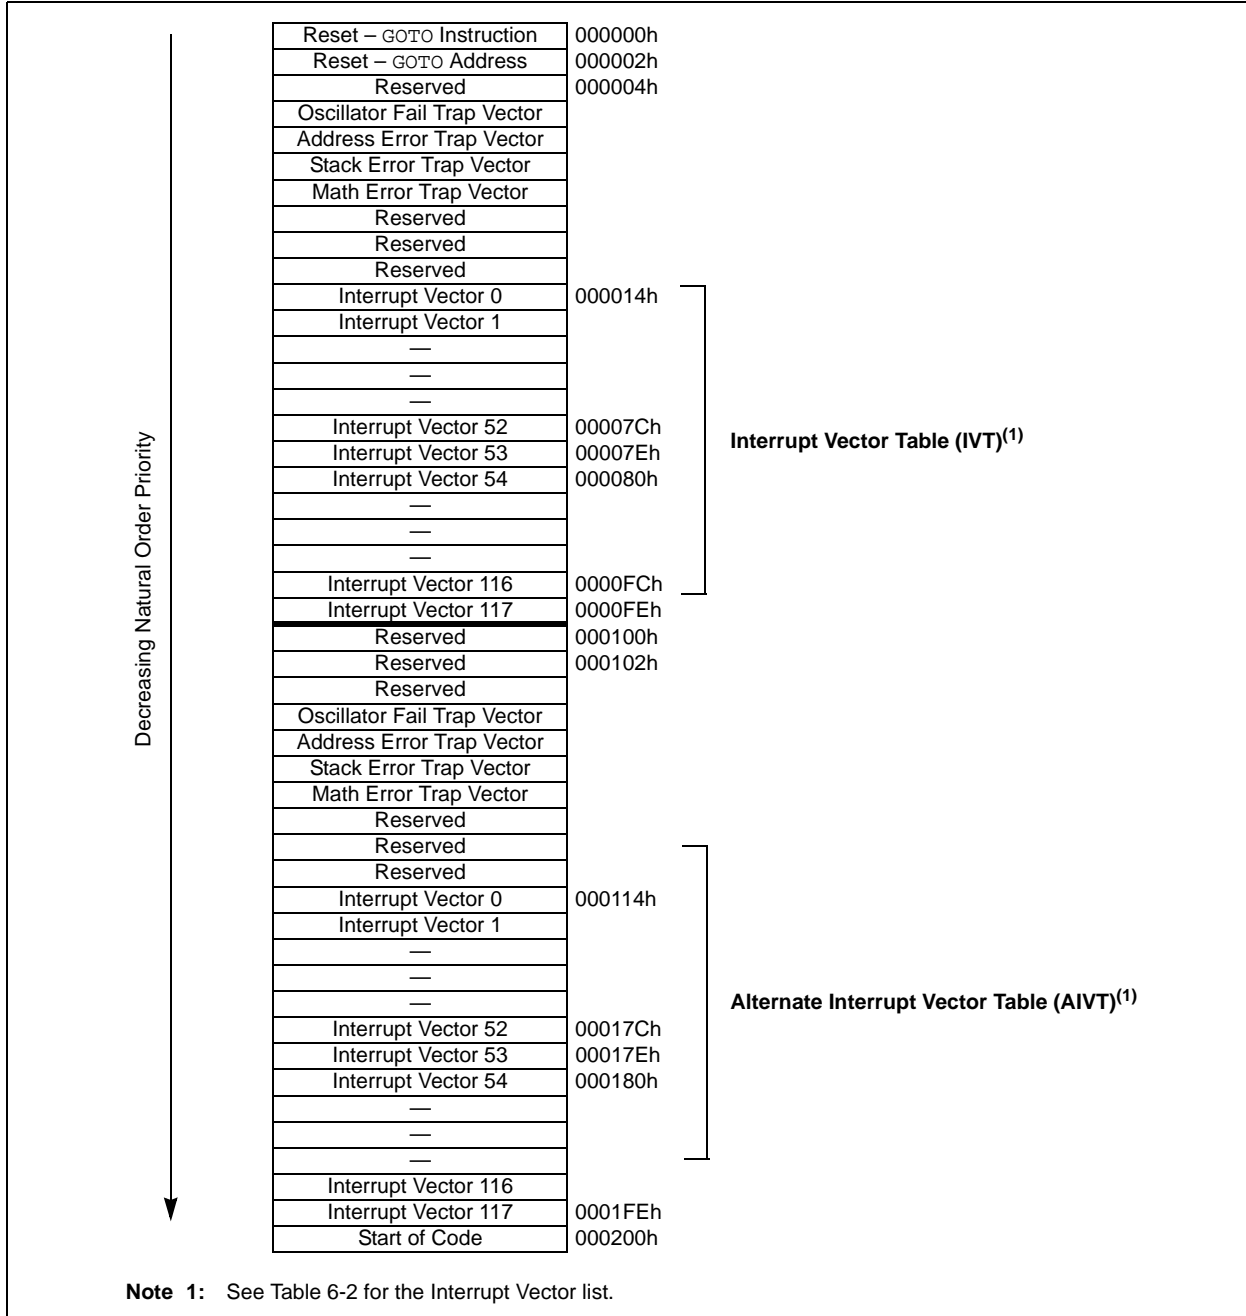 Reset – GOTO Instruction 000000h
Reset – GOTO Address 000002h
Reserved 000004h
Oscillator Fail Trap Vector
Address Error Trap Vector
Stack Error Trap Vector
Math Error Trap Vector
Reserved
Reserved
Reserved
Interrupt Vector 0 000014h
Interrupt Vector 1
—
—
—
Interrupt Vector 52 00007Ch
Interrupt Vector 53 00007Eh
Interrupt Vector 54 000080h
—
—
—
Interrupt Vector 116 0000FCh
Interrupt Vector 117 0000FEh
Interrupt Vector Table (IVT)(1)
Decreasing Natural Order Priority
Reserved 000100h
Reserved 000102h
Reserved
Oscillator Fail Trap Vector
Address Error Trap Vector
Stack Error Trap Vector
Math Error Trap Vector
Reserved
Reserved
Reserved
Interrupt Vector 0 000114h
Interrupt Vector 1
—
—
—
Interrupt Vector 52 00017Ch
Interrupt Vector 53 00017Eh
Interrupt Vector 54 000180h
—
—
—
Interrupt Vector 116
Interrupt Vector 117 0001FEh
Start of Code 000200h
Alternate Interrupt Vector Table (AIVT)(1)
Note 1: See Table 6-2 for the Interrupt Vector list.